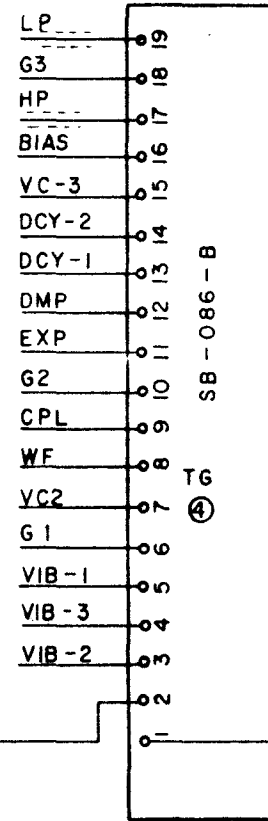 LP 19
G3 18
HP 17
BIAS 16
VC-3 15
DCY-2 14
DCY-1 13
DMP 12
EXP 11
G2 10
CPL 9
WF 8
VC2 7
G1 6
VIB-1 5
VIB-3 4
VIB-2 3
2
1
SB-086-B
TG
4